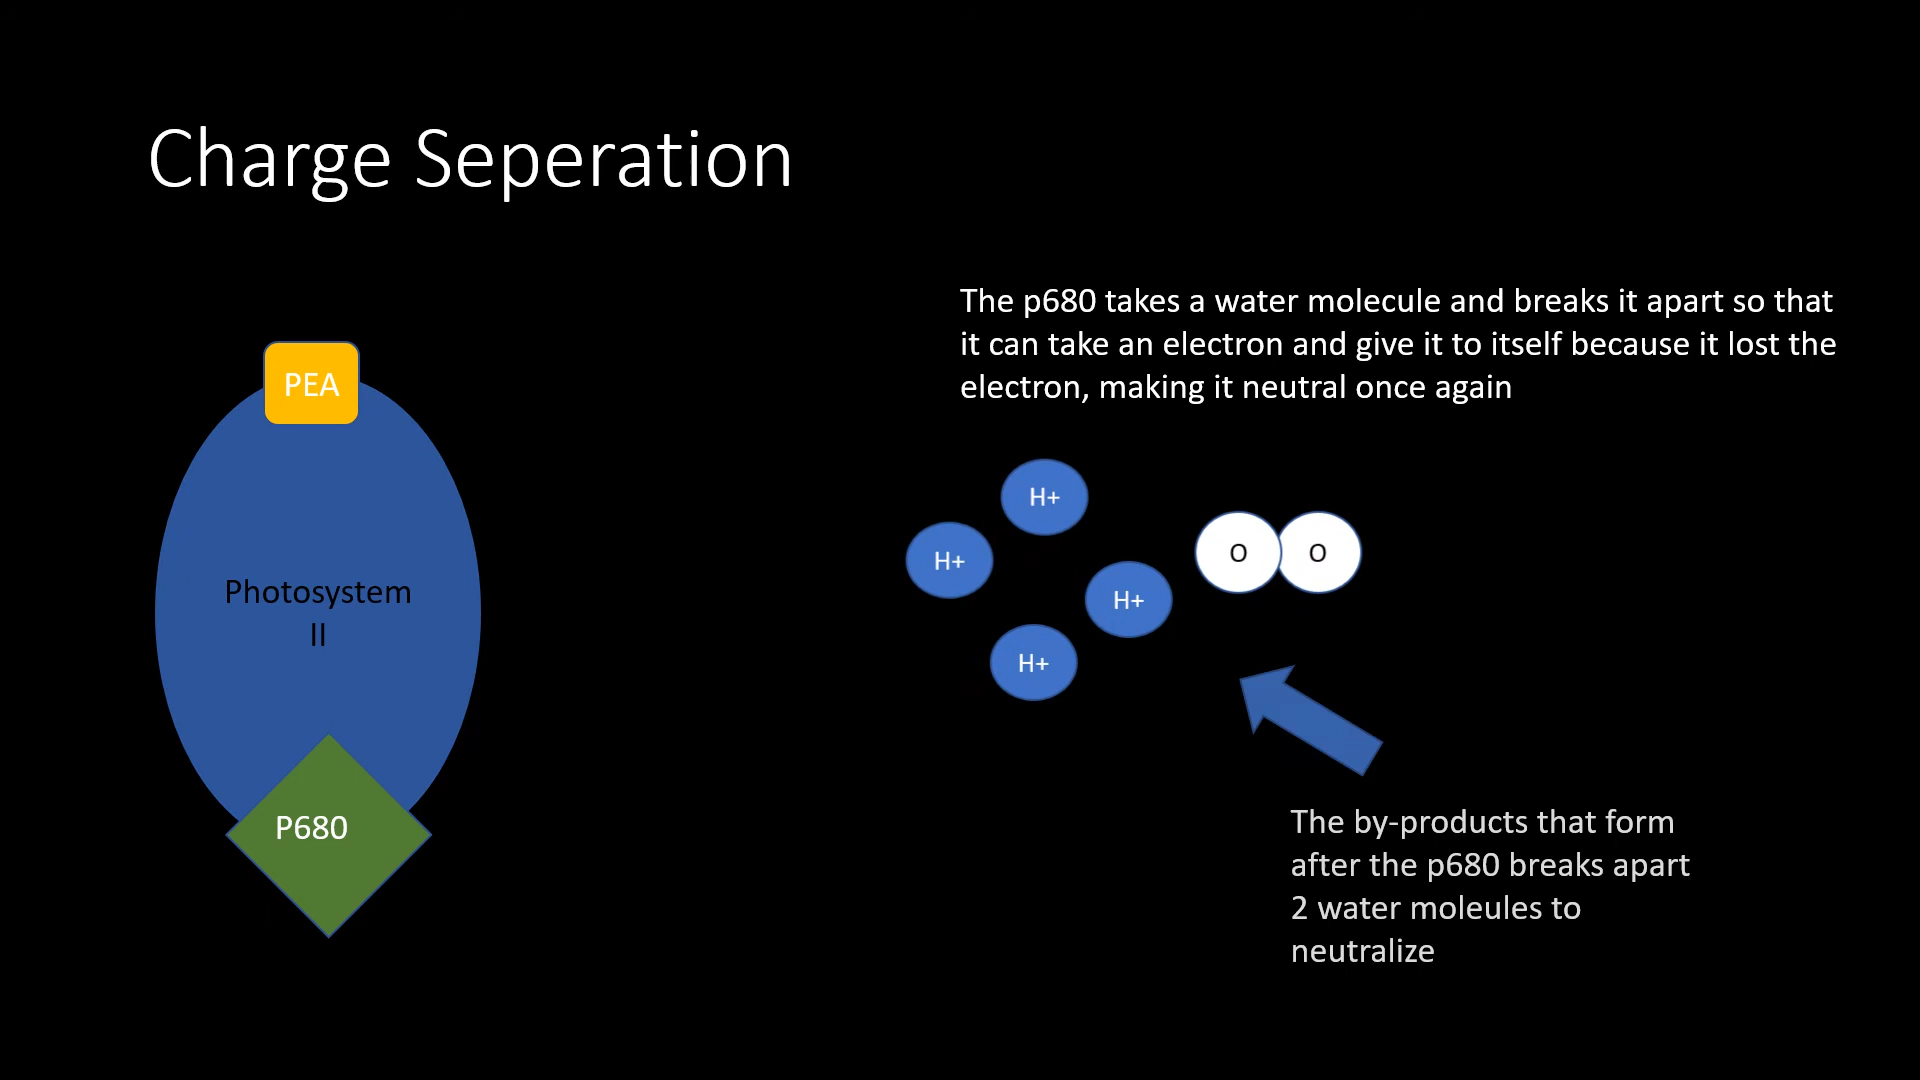 Charge Seperation
The p680 takes a water molecule and breaks it apart so that
it can take an electron and give it to itself because it lost the
electron, making it neutral once again
PEA
Photosystem
II
P680
H+
H+
H+
H+
O
O
The by-products that form
after the p680 breaks apart
2 water moleules to
neutralize